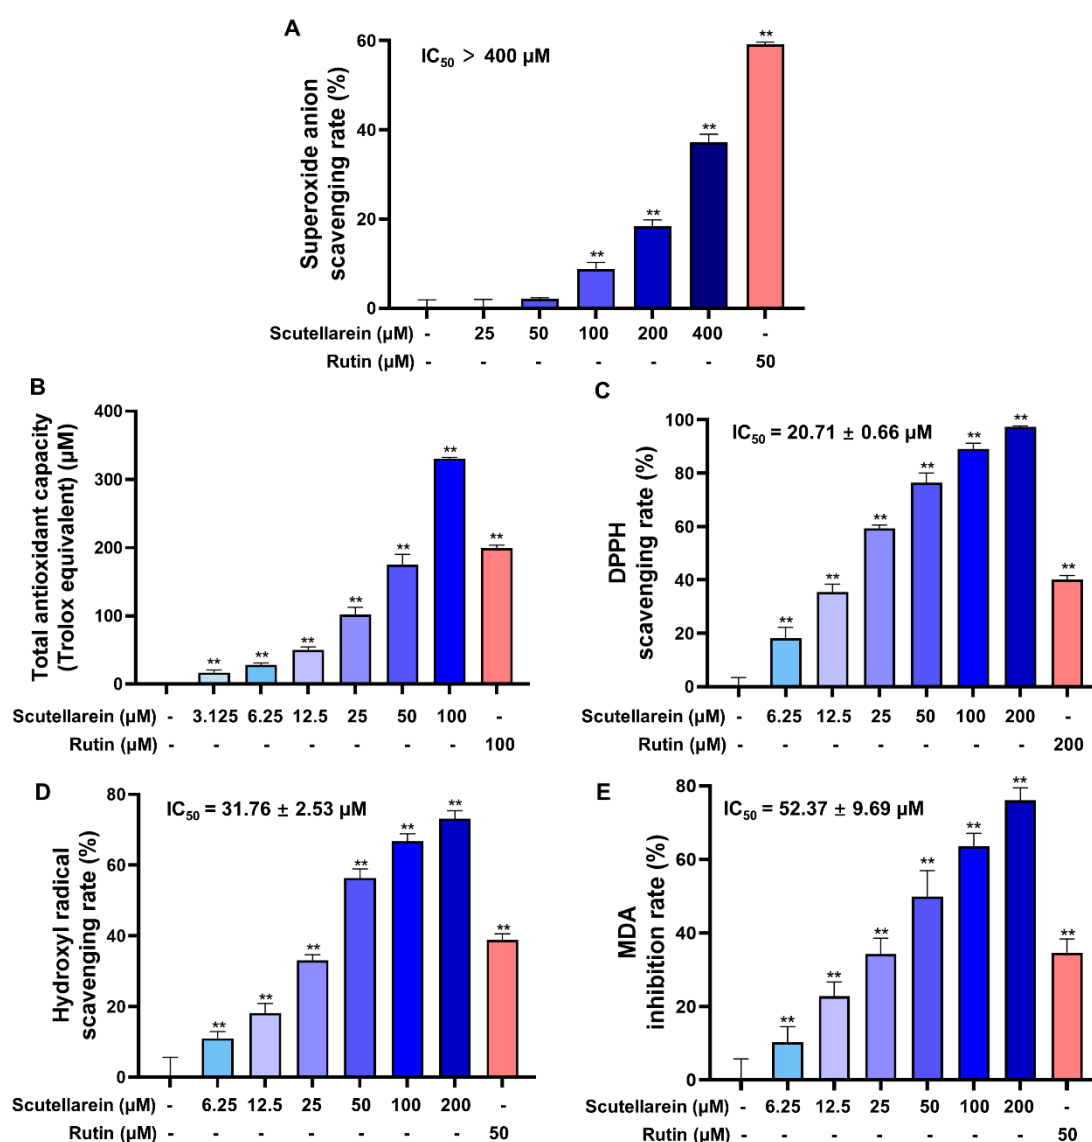 A
IC50 > 400 µM
Superoxide anion
scavenging rate (%)
60
40
20
0
** ** ** **
Scutellarein (µM) - 25 50 100 200 400 -
Rutin (µM) - - - - - - 50
B
Total antioxidant capacity
(Trolox equivalent) (µM)
400
300
200
100
0
** ** ** ** ** ** **
Scutellarein (µM) - 3.125 6.25 12.5 25 50 100 -
Rutin (µM) - - - - - - - 100
C
IC50 = 20.71 ± 0.66 µM
DPPH
scavenging rate (%)
100
80
60
40
20
0
** ** ** ** ** ** **
Scutellarein (µM) - 6.25 12.5 25 50 100 200 -
Rutin (µM) - - - - - - - 200
D
IC50 = 31.76 ± 2.53 µM
Hydroxyl radical
scavenging rate (%)
80
60
40
20
0
** ** ** ** ** ** **
Scutellarein (µM) - 6.25 12.5 25 50 100 200 -
Rutin (µM) - - - - - - - 50
E
IC50 = 52.37 ± 9.69 µM
MDA
inhibition rate (%)
80
60
40
20
0
** ** ** ** ** ** **
Scutellarein (µM) - 6.25 12.5 25 50 100 200 -
Rutin (µM) - - - - - - - 50